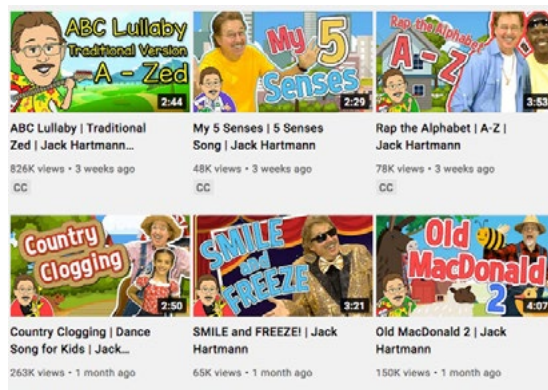 ABC Lullaby
Traditional Version
A - Zed
2:44
My 5
Senses
2:29
Rap the Alphabet
A-Z
3:53
ABC Lullaby | Traditional
Zed | Jack Hartmann...
826K views • 3 weeks ago
CC
My 5 Senses | 5 Senses
Song | Jack Hartmann
48K views • 3 weeks ago
CC
Rap the Alphabet | A-Z |
Jack Hartmann
78K views • 3 weeks ago
CC
Country
Clogging
2:50
SMILE
and
FREEZE!
3:21
Old
MacDonald
2
4:07
Country Clogging | Dance
Song for Kids | Jack...
263K views • 1 month ago
SMILE and FREEZE! | Jack
Hartmann
65K views • 1 month ago
Old MacDonald 2 | Jack
Hartmann
150K views • 1 month ago